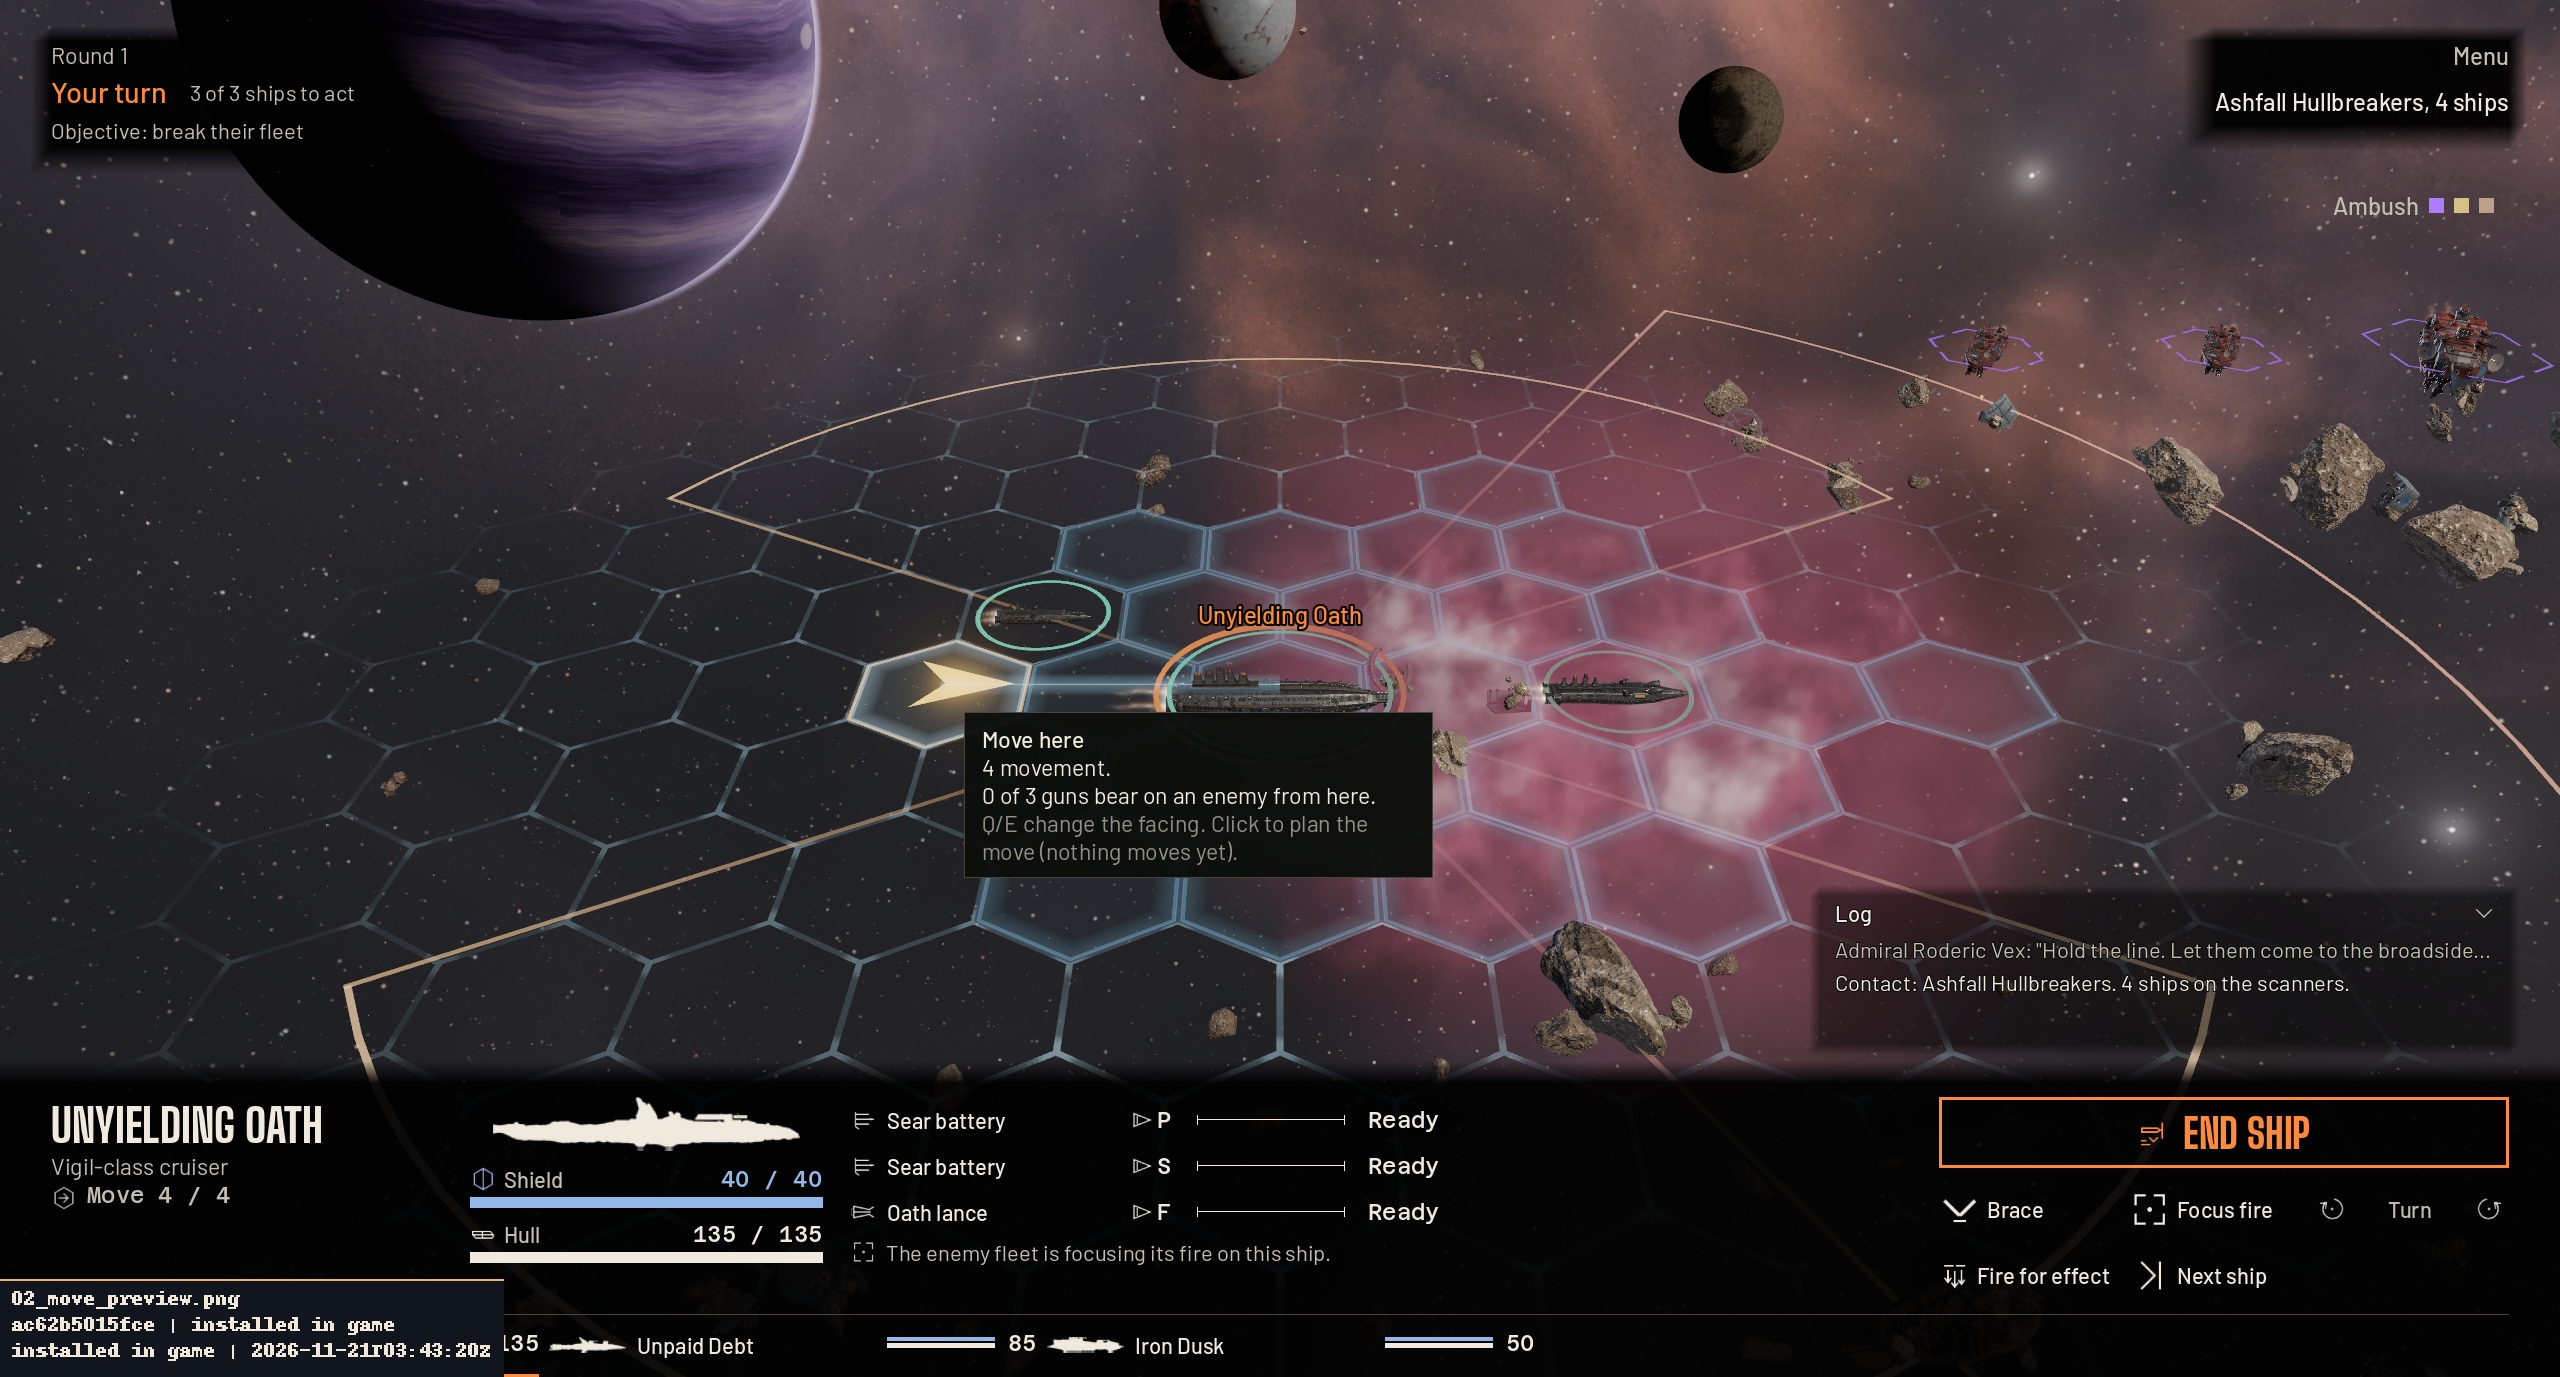 Round 1
Your turn 3 of 3 ships to act
Objective: break their fleet
Menu
Ashfall Hullbreakers, 4 ships
Ambush
Unyielding Oath
Move here
4 movement.
0 of 3 guns bear on an enemy from here.
Q/E change the facing. Click to plan the
move (nothing moves yet).
Log
Admiral Roderic Vex: "Hold the line. Let them come to the broadside...
Contact: Ashfall Hullbreakers. 4 ships on the scanners.
UNYIELDING OATH
Vigil-class cruiser
Move 4 / 4
Shield 40 / 40
Hull 135 / 135
Sear battery P Ready
Sear battery S Ready
Oath lance F Ready
The enemy fleet is focusing its fire on this ship.
END SHIP
Brace Focus fire Turn
Fire for effect Next ship
02_move_preview.png
ac62b5015fce | installed in game
installed in game | 2026-11-21T03:43:20Z
135 Unpaid Debt 85 Iron Dusk 50